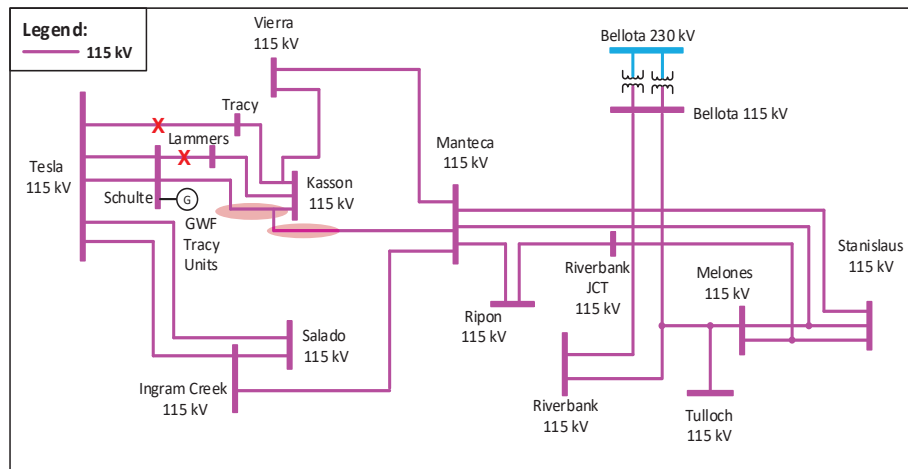 Legend:
115 kV
Vierra
115 kV
Bellota 230 kV
Tracy
Bellota 115 kV
Lammers
Manteca
115 kV
Tesla
115 kV
Kasson
115 kV
Schulte
G
GWF
Tracy
Units
Riverbank
JCT
115 kV
Stanislaus
115 kV
Melones
115 kV
Ripon
115 kV
Salado
115 kV
Ingram Creek
115 kV
Riverbank
115 kV
Tulloch
115 kV